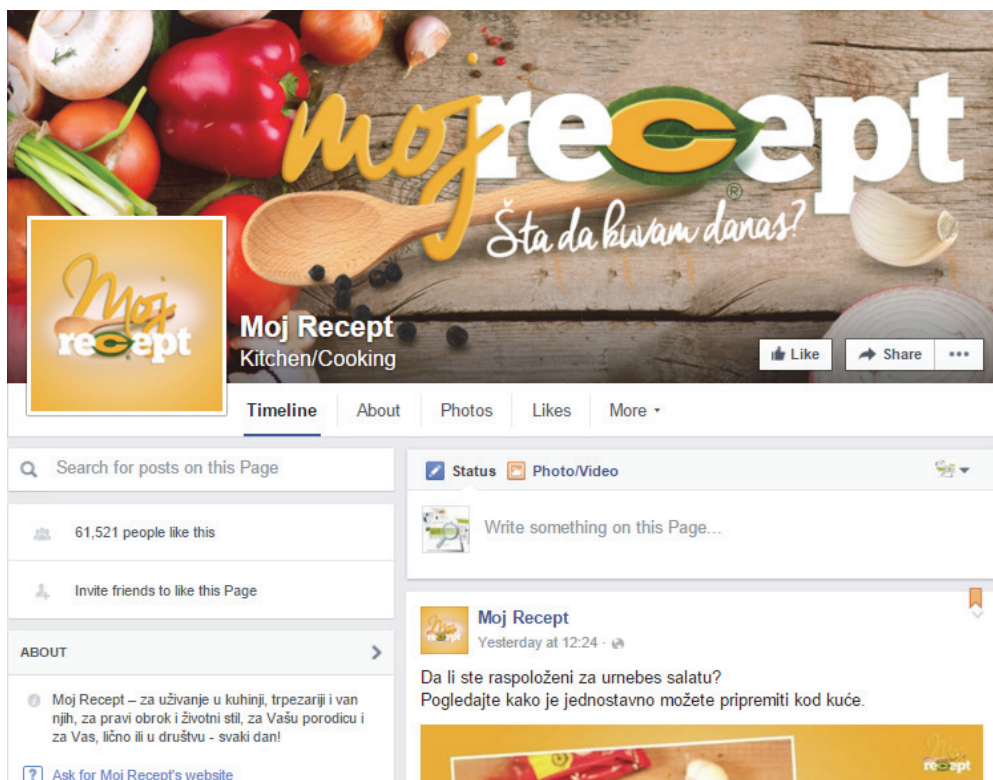 moj recept
®
Šta da kuvam danas?
Moj
recept
Moj Recept
Kitchen/Cooking
Like
Share
Timeline
About
Photos
Likes
More
Search for posts on this Page
61,521 people like this
Invite friends to like this Page
ABOUT
Moj Recept – za uživanje u kuhinji, trpezariji i van
njih, za pravi obrok i životni stil, za Vašu porodicu i
za Vas, lično ili u društvu - svaki dan!
? Ask for Moj Recept's website
Status
Photo/Video
Write something on this Page...
Moj
recept
Moj Recept
Yesterday at 12:24 ·
Da li ste raspoloženi za urnebes salatu?
Pogledajte kako je jednostavno možete pripremiti kod kuće.
Moj
recept